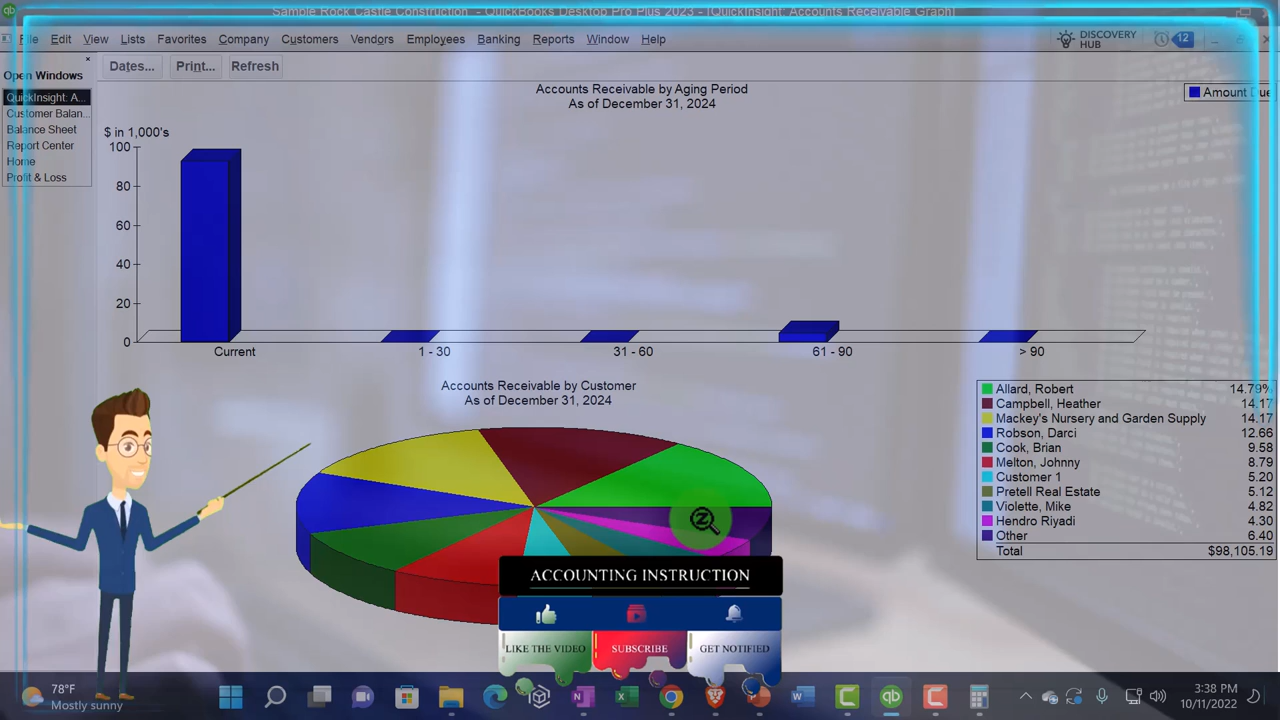 Sample Rock Castle Construction - QuickBooks Desktop Pro Plus 2023 - [QuickInsight: Accounts Receivable Graph]
File Edit View Lists Favorites Company Customers Vendors Employees Banking Reports Window Help
DISCOVERY HUB 12
Open Windows
QuickInsight: A...
Customer Balan...
Balance Sheet
Report Center
Home
Profit & Loss
Dates... Print... Refresh
Accounts Receivable by Aging Period
As of December 31, 2024
Amount Due
$ in 1,000's
100
80
60
40
20
0
Current 1 - 30 31 - 60 61 - 90 > 90
Accounts Receivable by Customer
As of December 31, 2024
Allard, Robert 14.79%
Campbell, Heather 14.17
Mackey's Nursery and Garden Supply 14.17
Robson, Darci 12.66
Cook, Brian 9.58
Melton, Johnny 8.79
Customer 1 5.20
Pretell Real Estate 5.12
Violette, Mike 4.82
Hendro Riyadi 4.30
Other 6.40
Total $98,105.19
ACCOUNTING INSTRUCTION
LIKE THE VIDEO SUBSCRIBE GET NOTIFIED
78°F
Mostly sunny
3:38 PM
10/11/2022